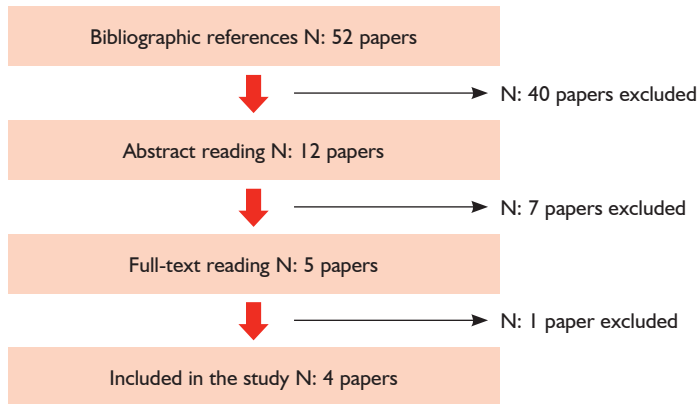 Bibliographic references N: 52 papers
N: 40 papers excluded
Abstract reading N: 12 papers
N: 7 papers excluded
Full-text reading N: 5 papers
N: 1 paper excluded
Included in the study N: 4 papers